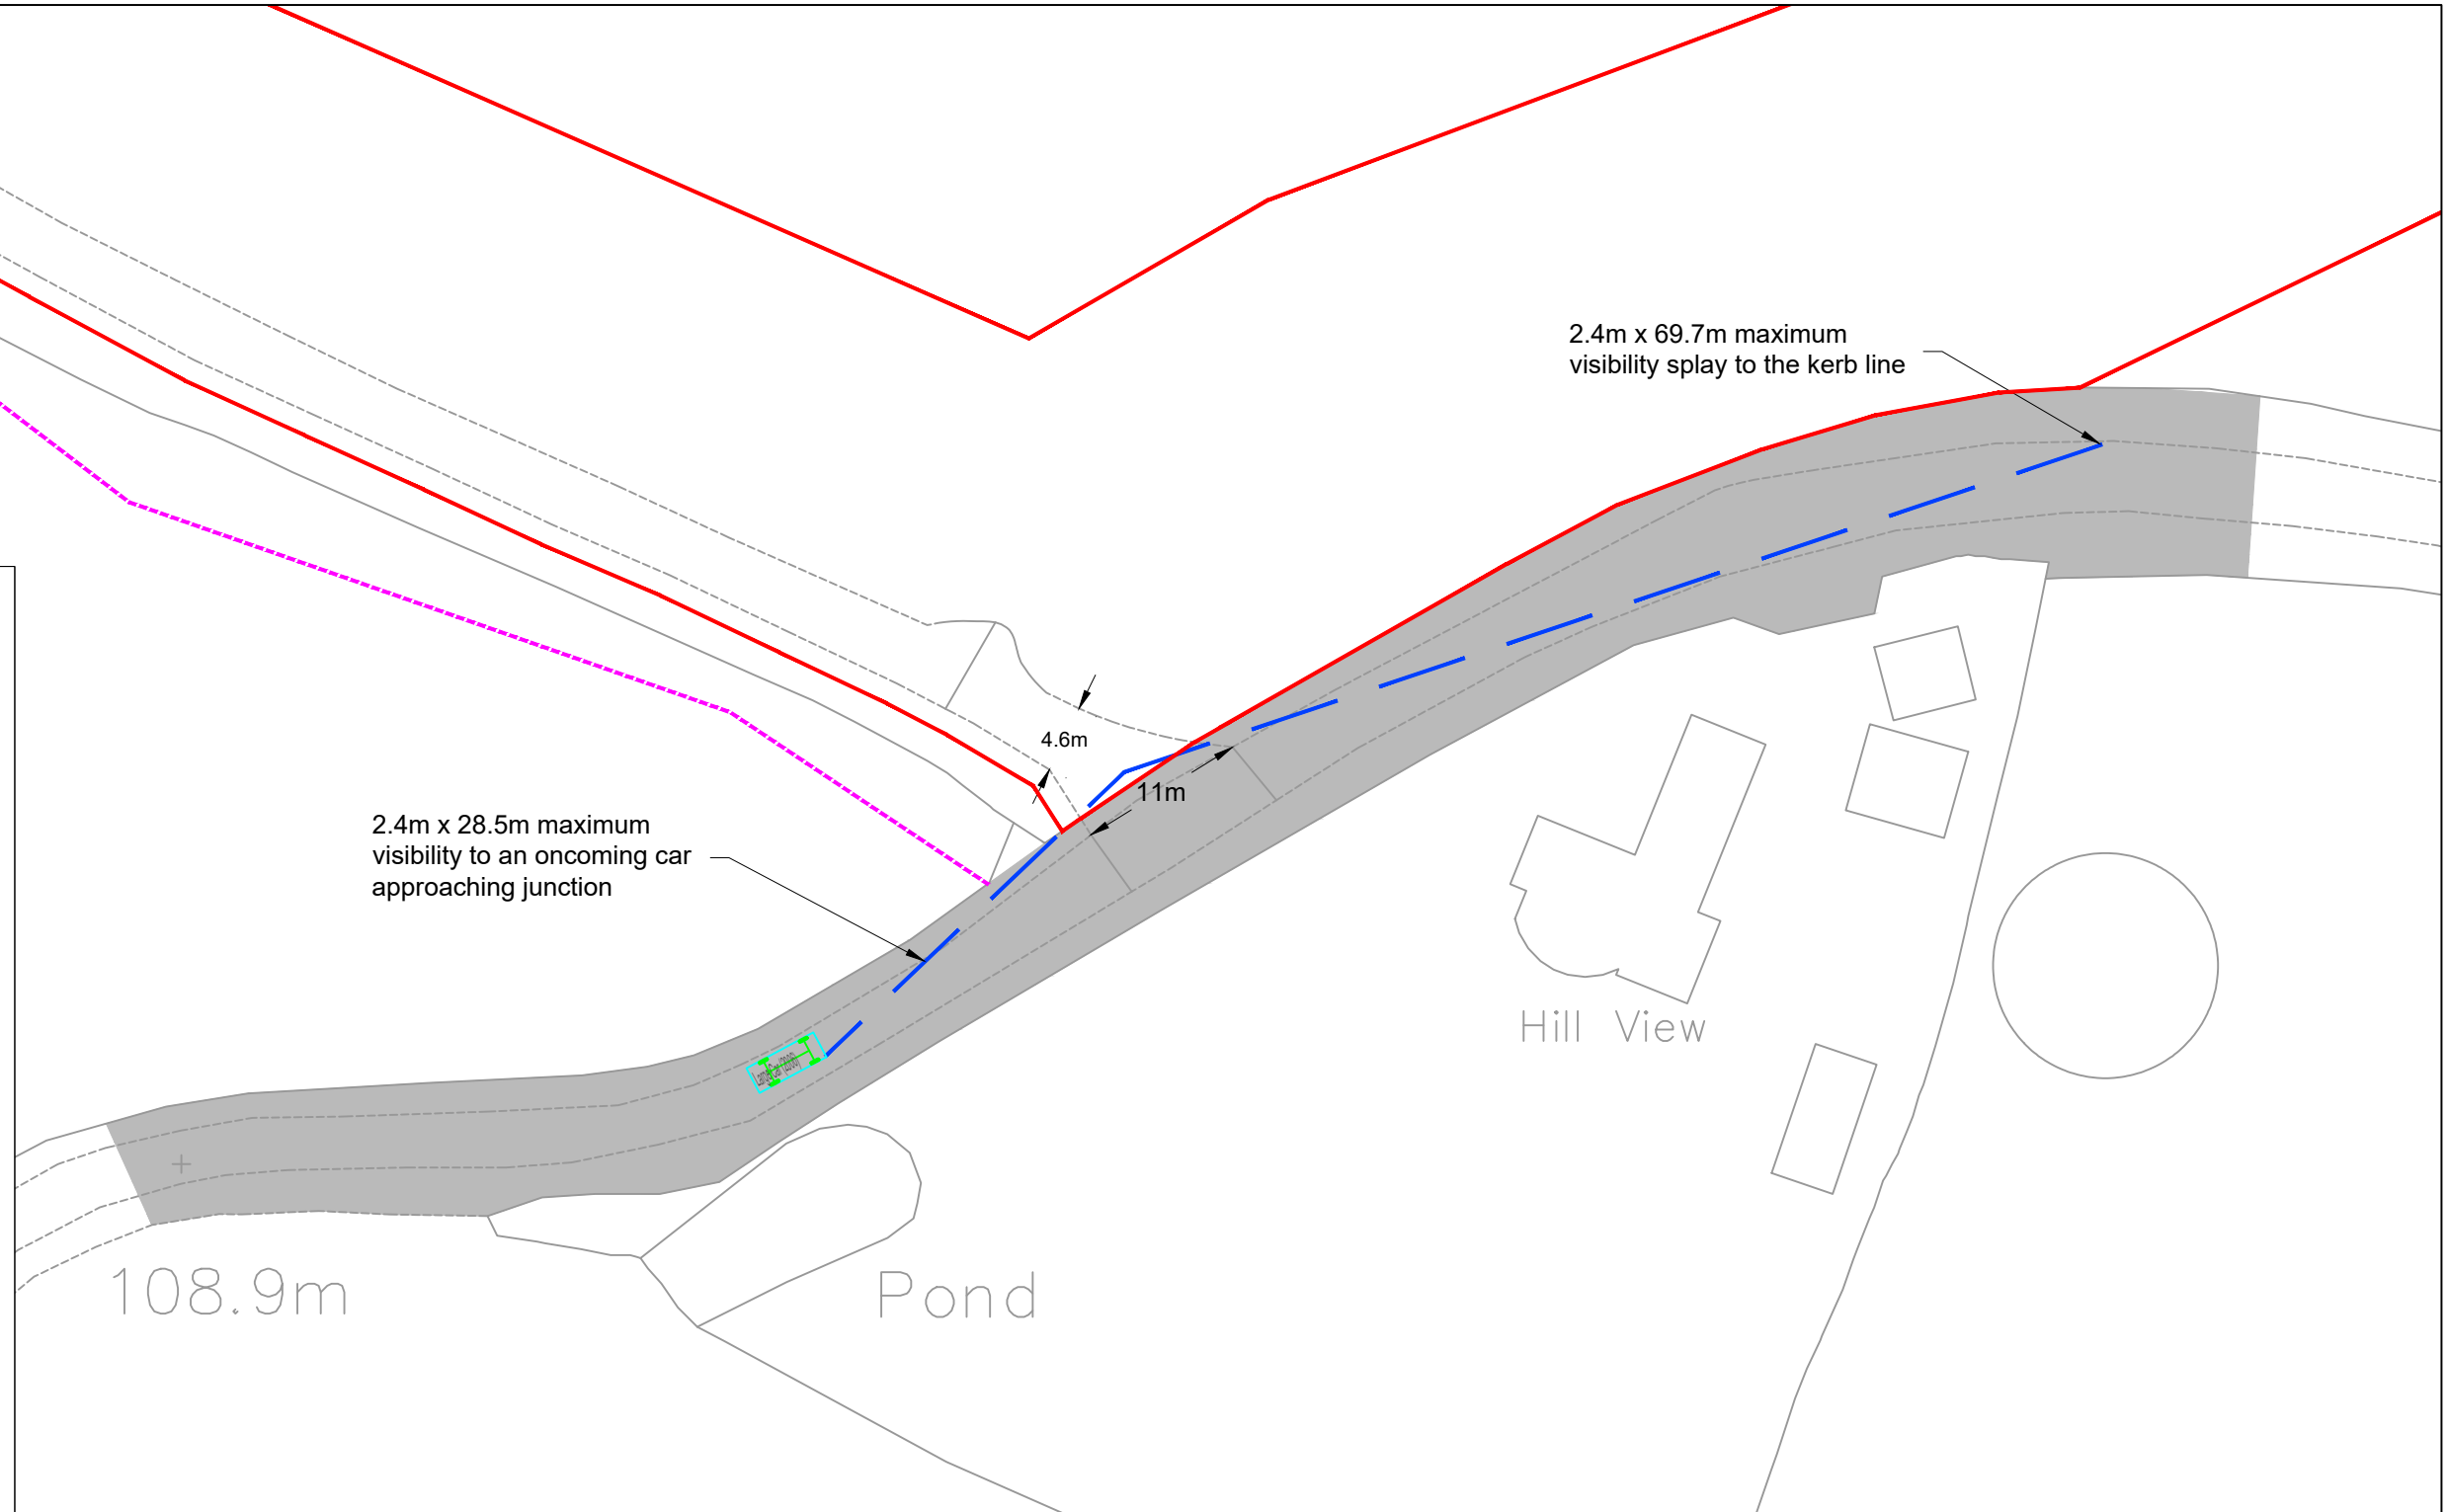 2.4m x 69.7m maximum
visibility splay to the kerb line
4.6m
11m
2.4m x 28.5m maximum
visibility to an oncoming car
approaching junction
Hill View
108.9m
Pond